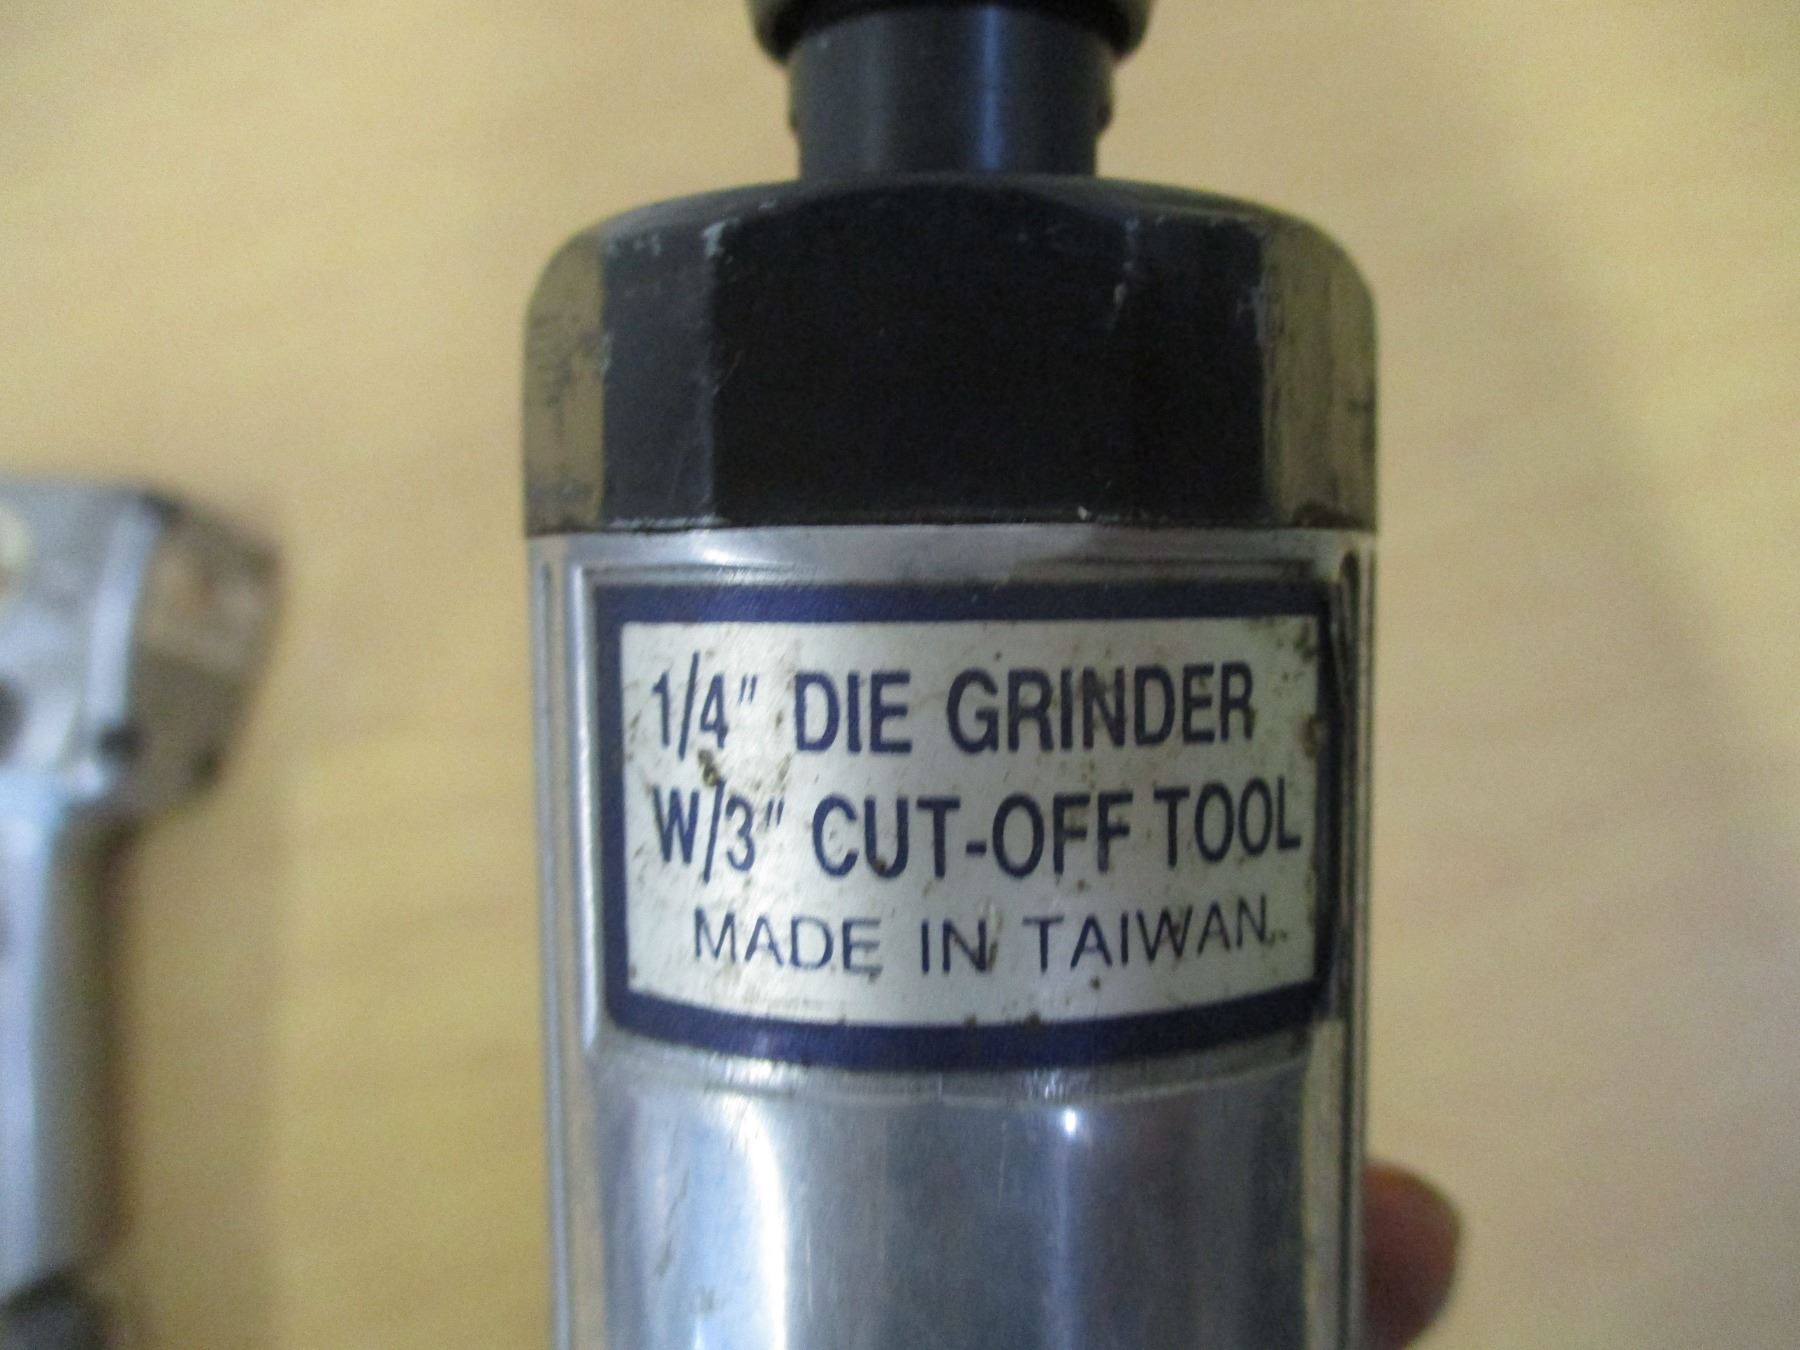 1/4" DIE GRINDER
W/3" CUT-OFF TOOL
MADE IN TAIWAN